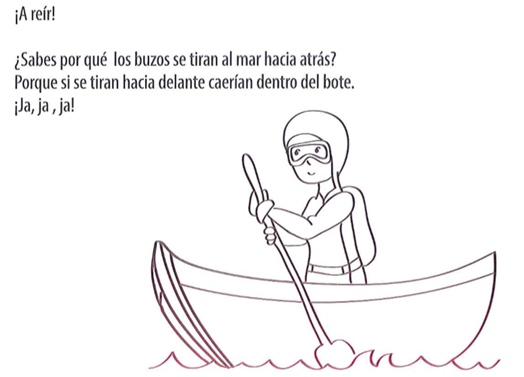 ¡A reír!
¿Sabes por qué  los buzos se tiran al mar hacia atrás?
Porque si se tiran hacia delante caerían dentro del bote.
¡Ja, ja , ja!